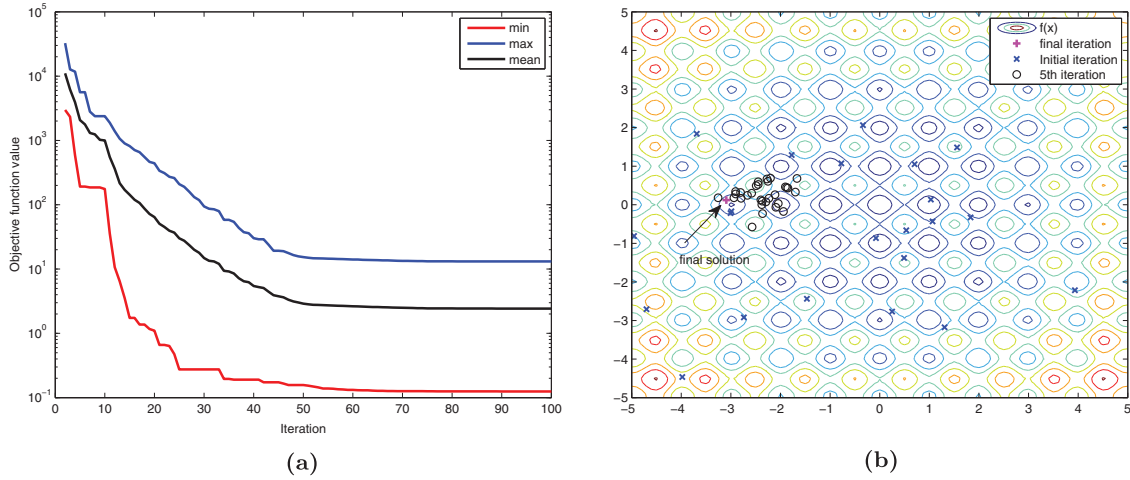 10^5
10^4
10^3
10^2
10^1
10^0
10^-1
0 10 20 30 40 50 60 70 80 90 100
Objective function value
Iteration
min
max
mean
(a)
5
4
3
2
1
0
-1
-2
-3
-4
-5
-5 -4 -3 -2 -1 0 1 2 3 4 5
f(x)
final iteration
Initial iteration
5th iteration
final solution
(b)